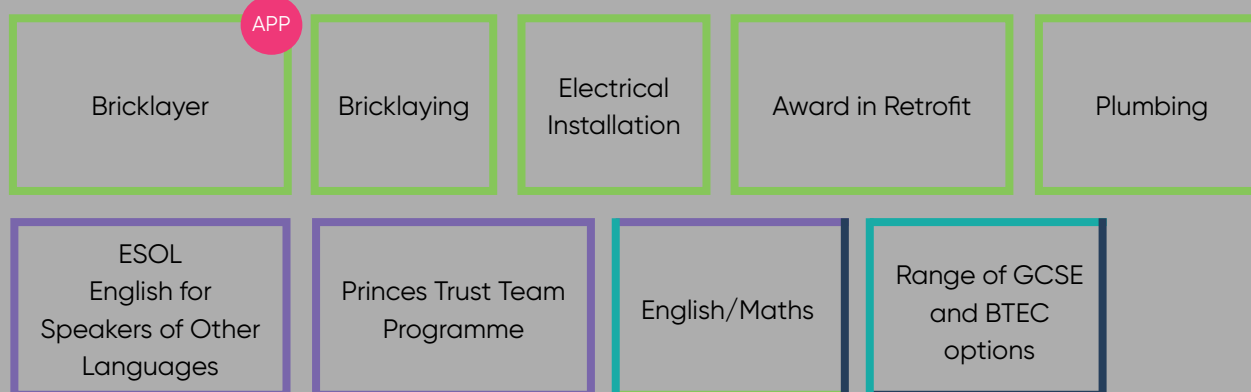 APP
Bricklayer
Bricklaying
Electrical
Installation
Award in Retrofit
Plumbing
ESOL
English for
Speakers of Other
Languages
Princes Trust Team
Programme
English/Maths
Range of GCSE
and BTEC
options